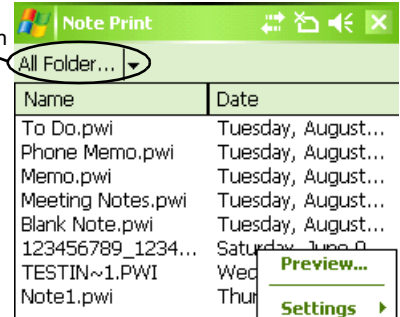 Note Print
All Folder...
Name Date
To Do.pwi Tuesday, August...
Phone Memo.pwi Tuesday, August...
Memo.pwi Tuesday, August...
Meeting Notes.pwi Tuesday, August...
Blank Note.pwi Tuesday, August...
123456789_1234...
TESTIN~1.PWI Wed
Note1.pwi Thur
Preview...
Settings